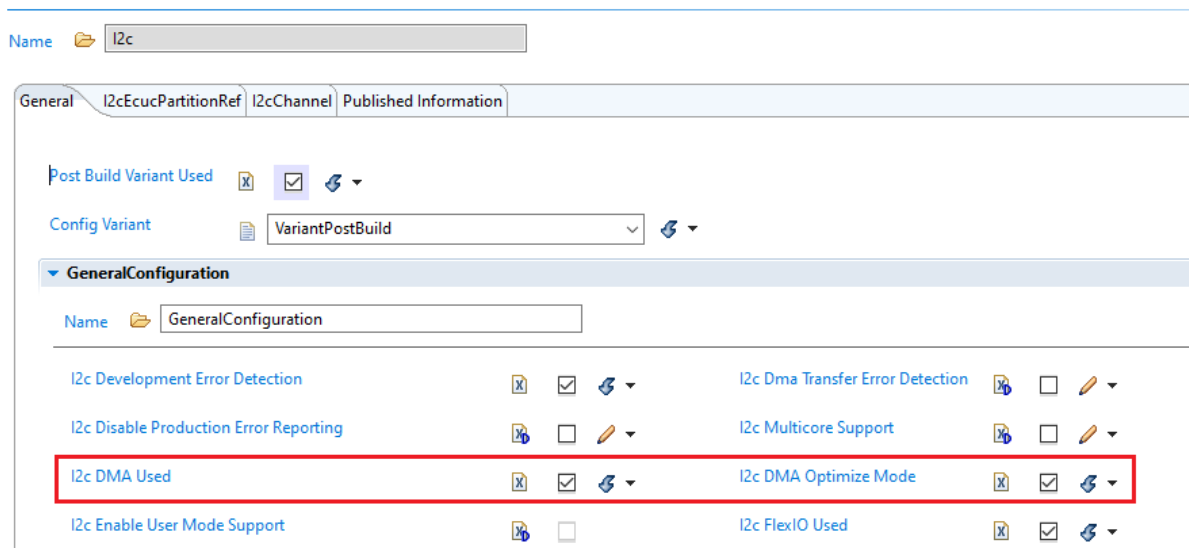 Name I2c
General I2cEcucPartitionRef I2cChannel Published Information
Post Build Variant Used
Config Variant VariantPostBuild
GeneralConfiguration
Name GeneralConfiguration
I2c Development Error Detection I2c Dma Transfer Error Detection
I2c Disable Production Error Reporting I2c Multicore Support
I2c DMA Used I2c DMA Optimize Mode
I2c Enable User Mode Support I2c FlexIO Used